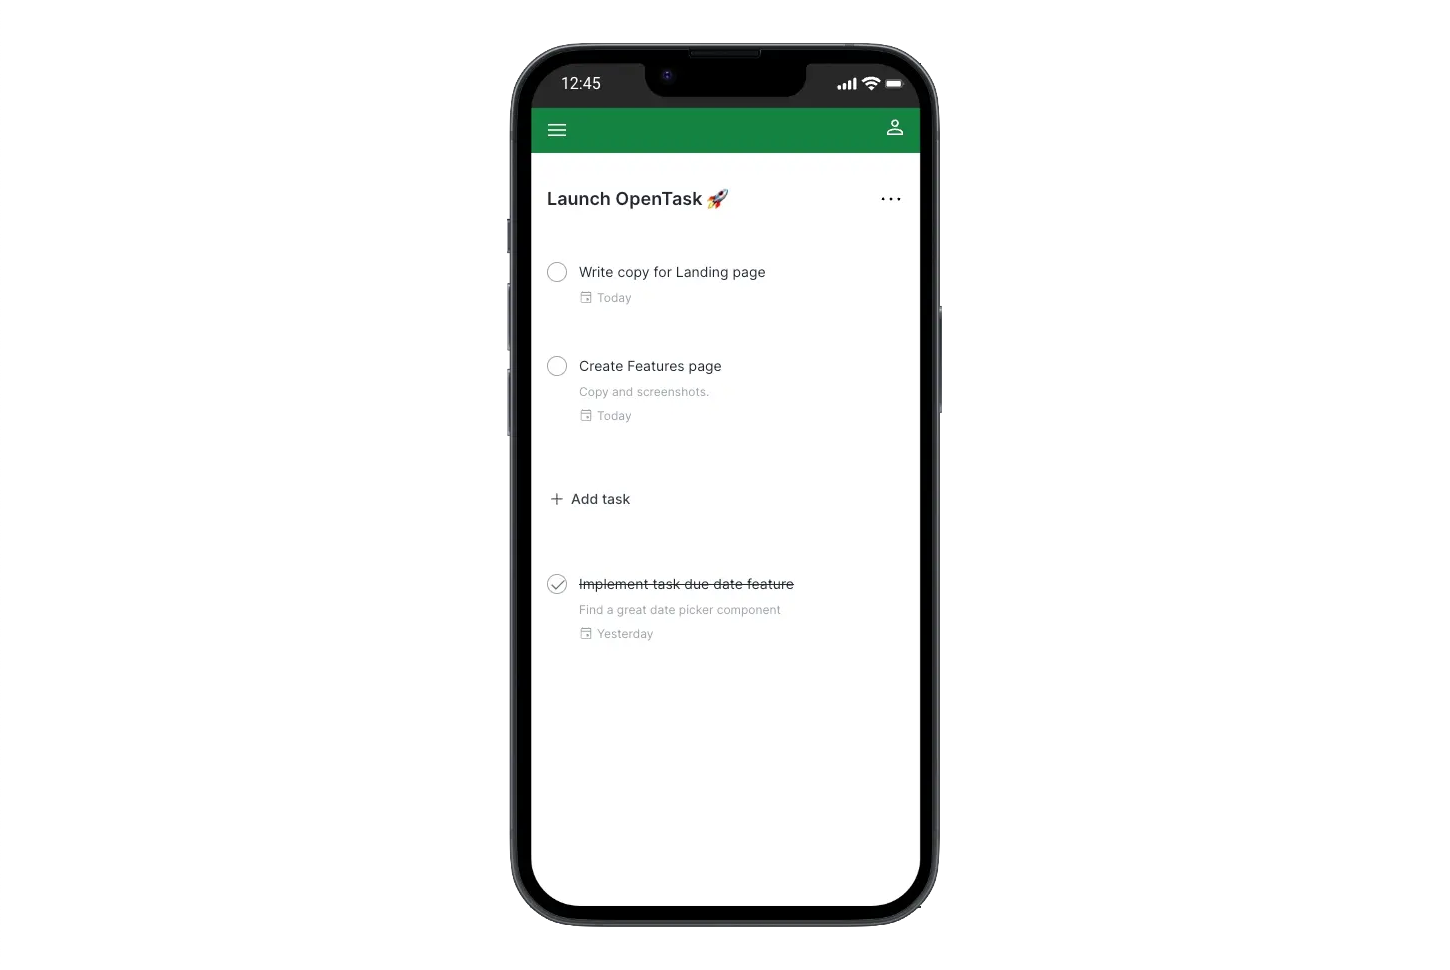 12:45
Launch OpenTask 🚀
Write copy for Landing page
Today
Create Features page
Copy and screenshots.
Today
Add task
Implement task due date feature
Find a great date picker component
Yesterday